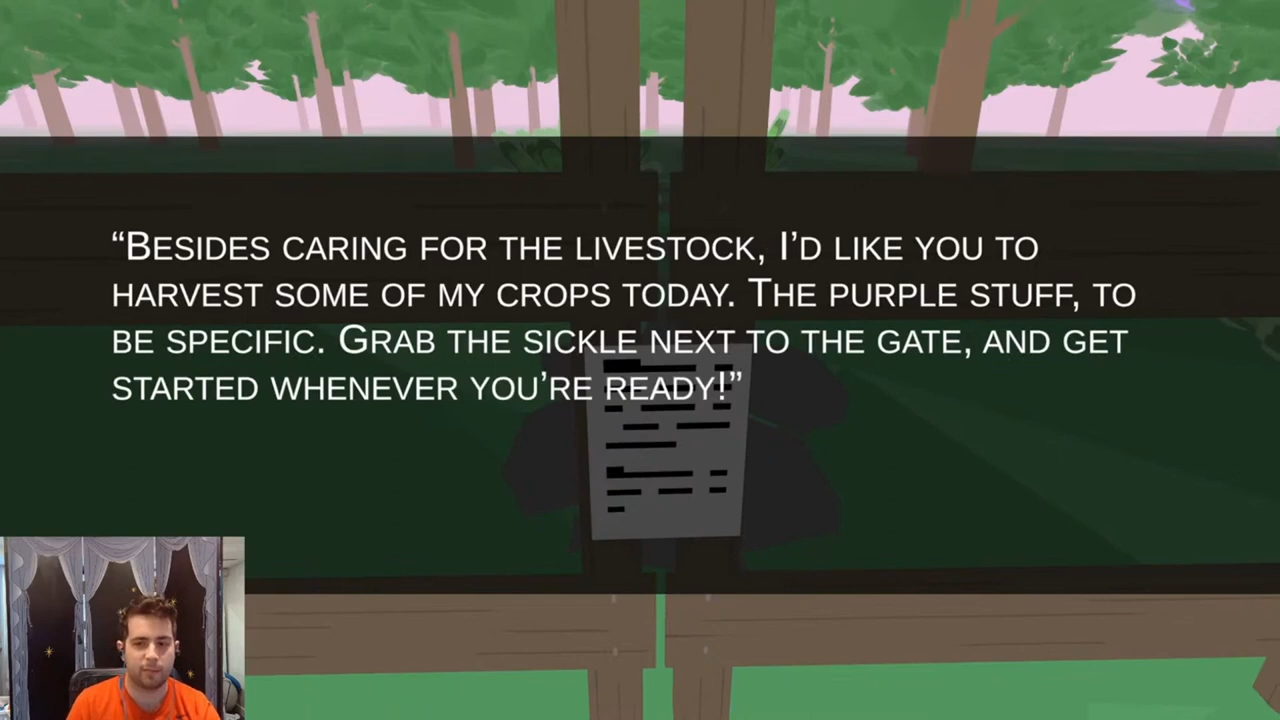 “BESIDES CARING FOR THE LIVESTOCK, I’D LIKE YOU TO
HARVEST SOME OF MY CROPS TODAY. THE PURPLE STUFF, TO
BE SPECIFIC. GRAB THE SICKLE NEXT TO THE GATE, AND GET
STARTED WHENEVER YOU’RE READY!”